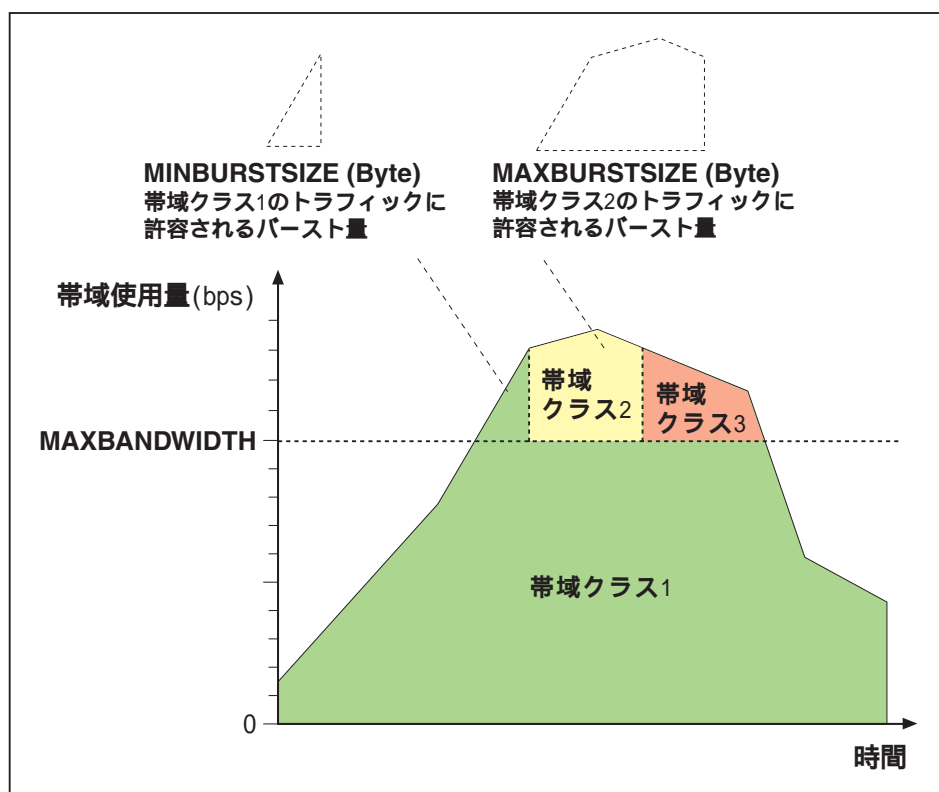 MINBURSTSIZE (Byte)
帯域クラス1のトラフィックに
許容されるバースト量
MAXBURSTSIZE (Byte)
帯域クラス2のトラフィックに
許容されるバースト量
帯域使用量(bps)
帯域
クラス2
帯域
クラス3
MAXBANDWIDTH
帯域クラス1
0
時間